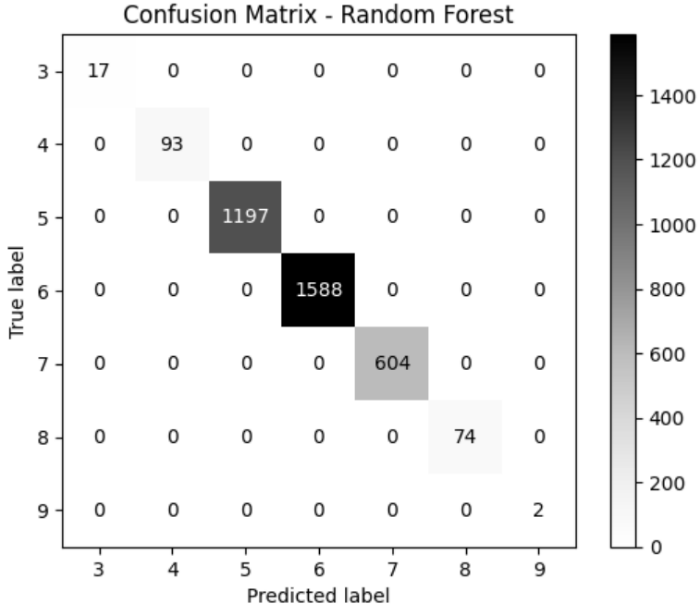 Confusion Matrix - Random Forest
3 17 0 0 0 0 0 0
4 0 93 0 0 0 0 0
5 0 0 1197 0 0 0 0
6 0 0 0 1588 0 0 0
7 0 0 0 0 604 0 0
8 0 0 0 0 0 74 0
9 0 0 0 0 0 0 2
3 4 5 6 7 8 9
Predicted label
True label
1400
1200
1000
800
600
400
200
0